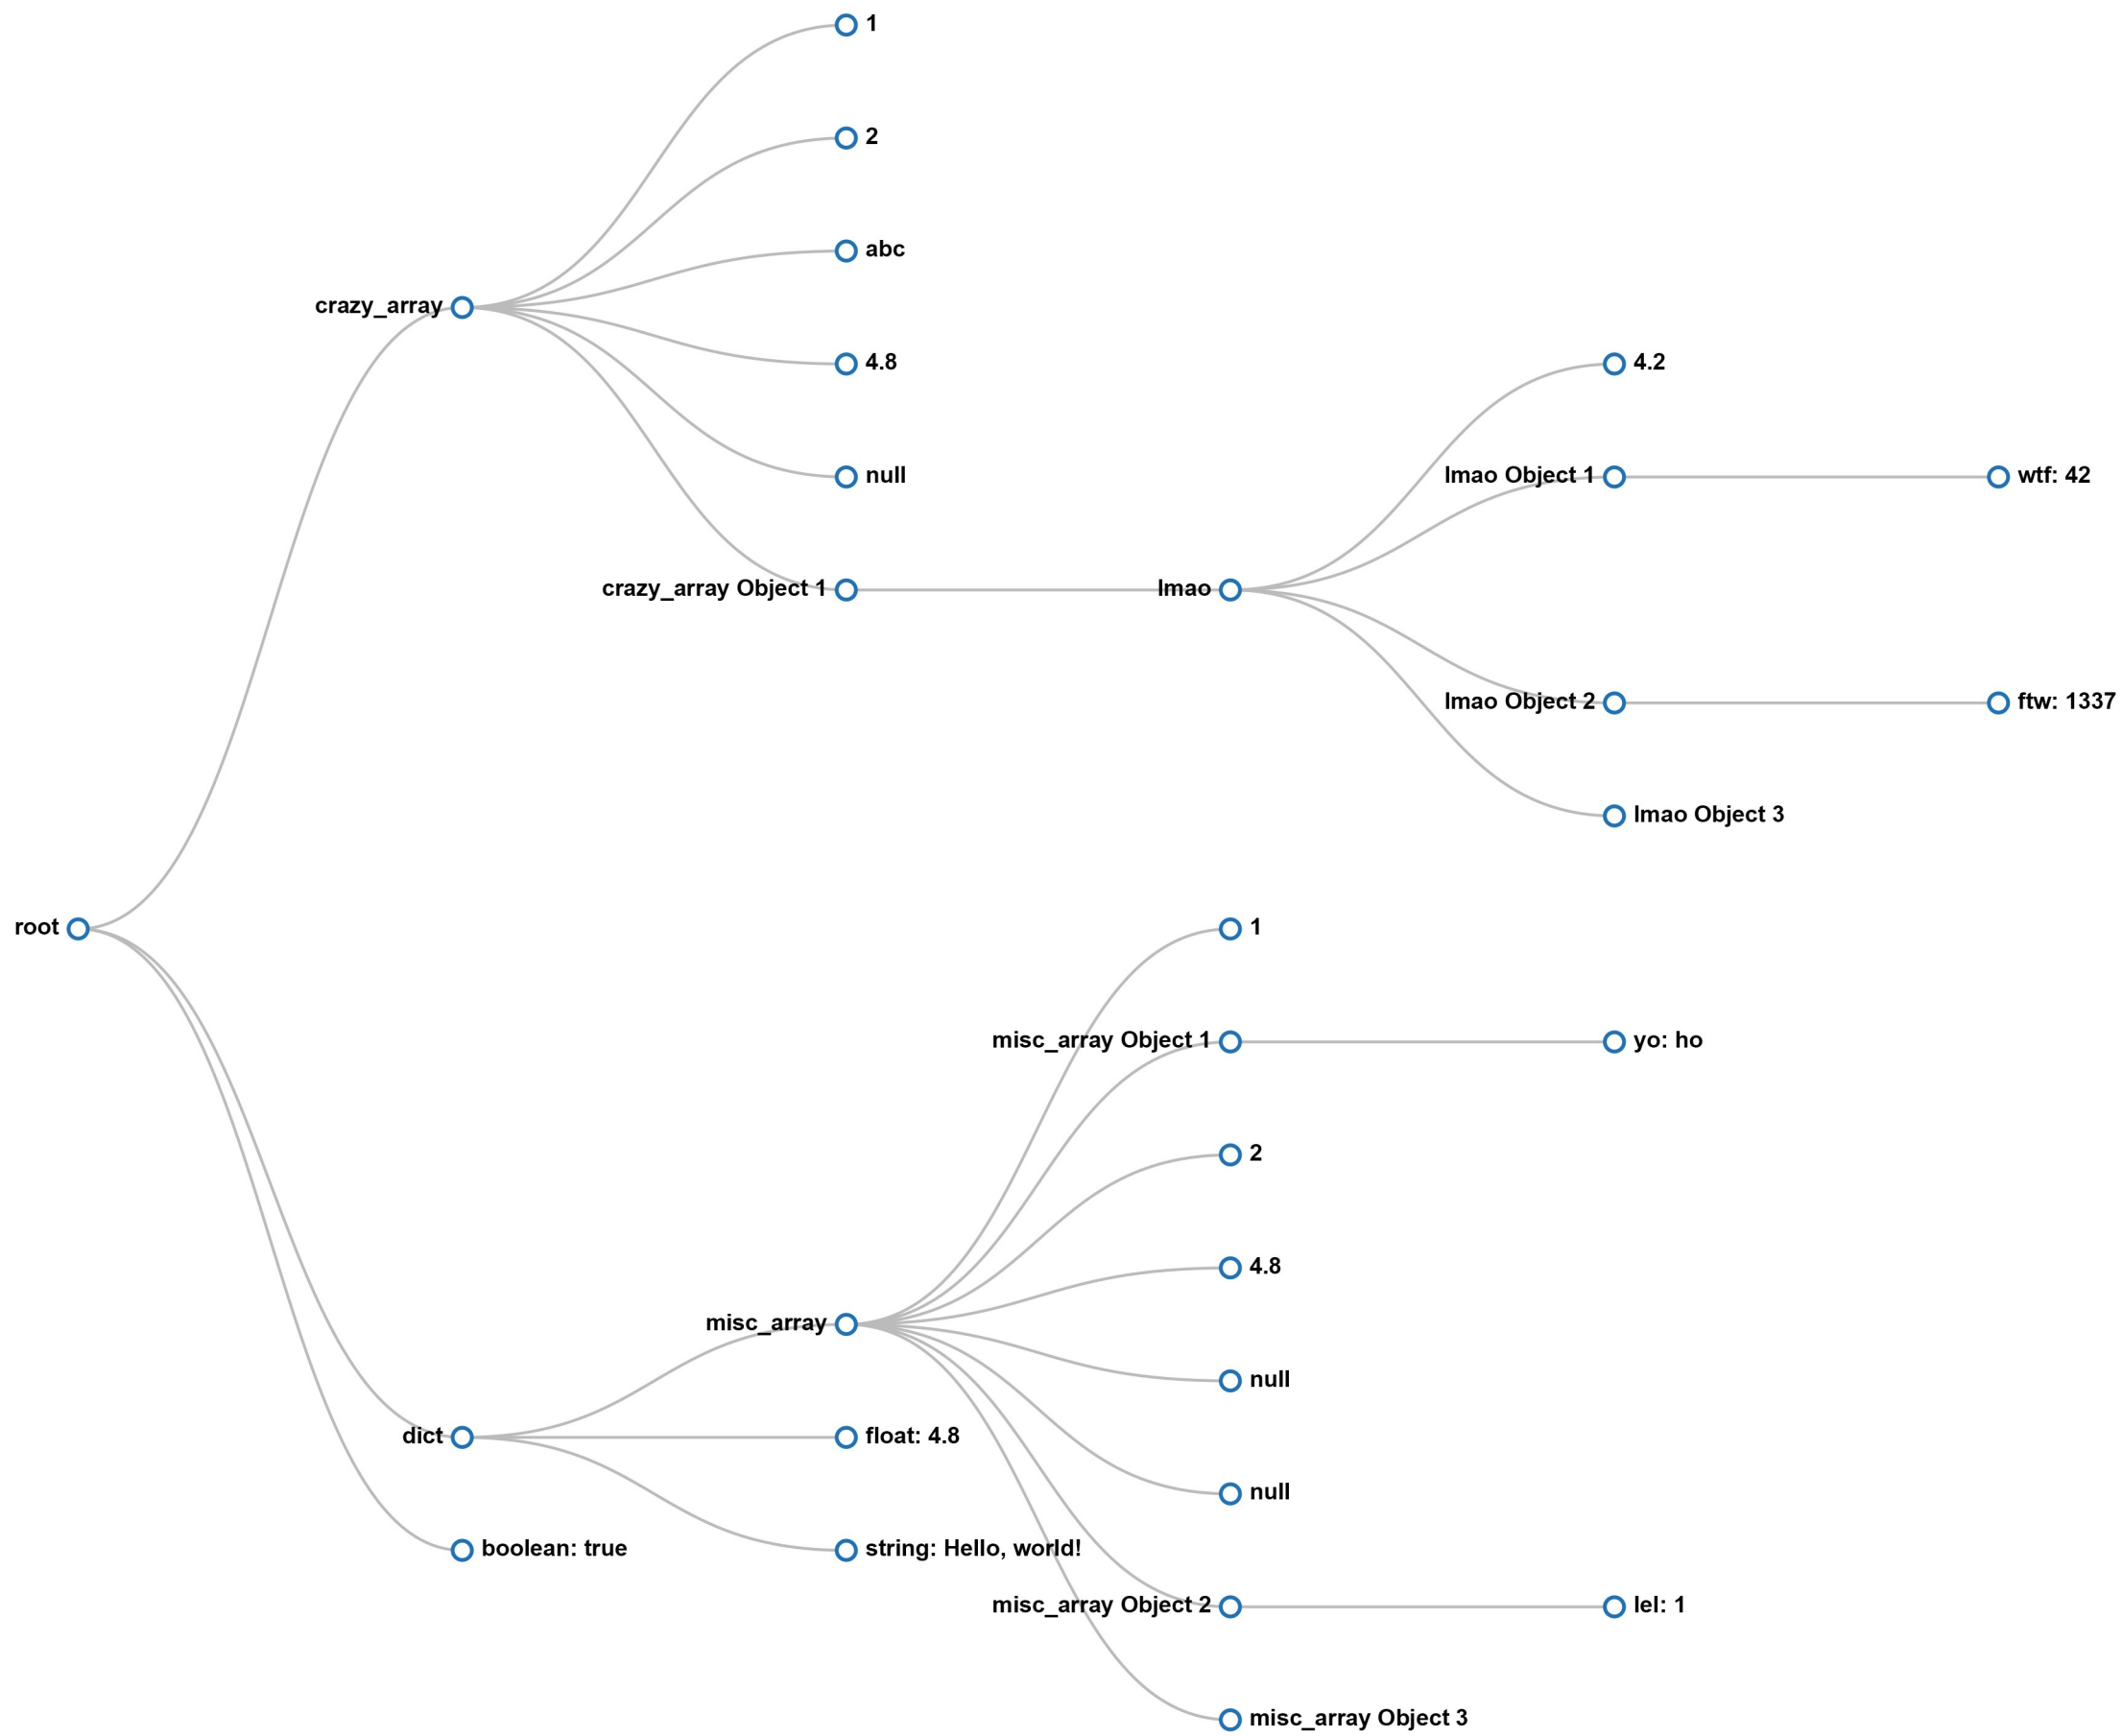 1
2
abc
crazy_array
4.8
4.2
null
lmao Object 1
wtf: 42
crazy_array Object 1
lmao
lmao Object 2
ftw: 1337
lmao Object 3
root
1
misc_array Object 1
yo: ho
2
4.8
misc_array
null
dict
float: 4.8
null
boolean: true
string: Hello, world!
misc_array Object 2
lel: 1
misc_array Object 3